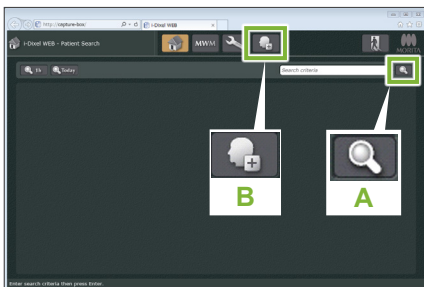 http://capture-box/
i-Dixel WEB
i-Dixel WEB - Patient Search
MWM
MORITA
1h
Today
Search criteria
B
A
Enter search criteria then press Enter.